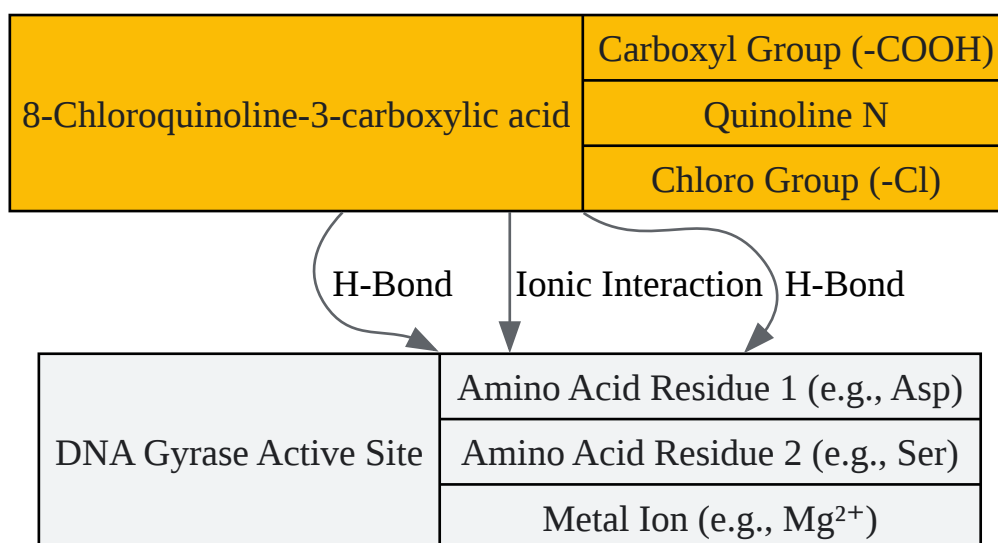 8-Chloroquinoline-3-carboxylic acid
Carboxyl Group (-COOH)
Quinoline N
Chloro Group (-Cl)
H-Bond
Ionic Interaction
H-Bond
DNA Gyrase Active Site
Amino Acid Residue 1 (e.g., Asp)
Amino Acid Residue 2 (e.g., Ser)
Metal Ion (e.g., Mg²⁺)